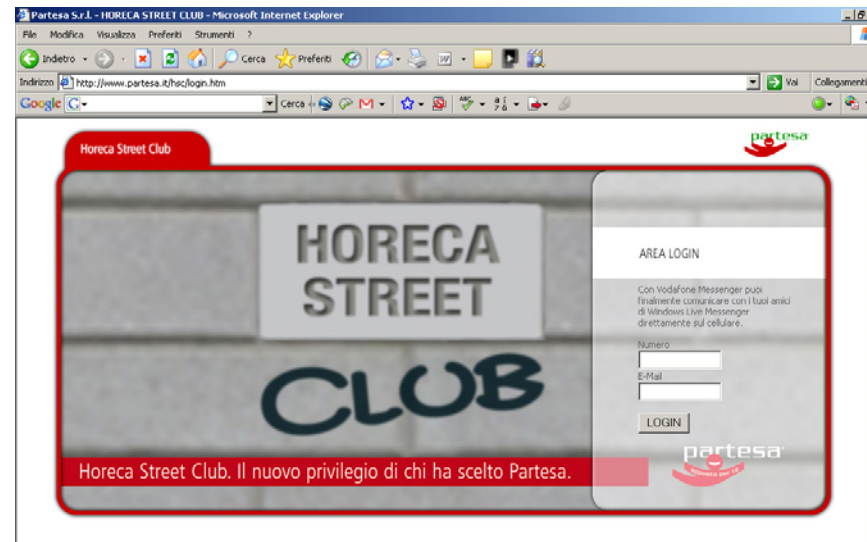 Partesa S.r.l. - HORECA STREET CLUB - Microsoft Internet Explorer
File Modifica Visualizza Preferiti Strumenti ?
Indietro Cerca Preferiti
Indirizzo http://www.partesa.it/hsc/login.htm Vai Collegamenti
Google G Cerca
Horeca Street Club
partesa
HORECA
STREET
CLUB
AREA LOGIN
Con Vodafone Messenger puoi
finalmente comunicare con i tuoi amici
di Windows Live Messenger
direttamente sul cellulare.
Numero
E-Mail
LOGIN
partesa
Horeca Street Club. Il nuovo privilegio di chi ha scelto Partesa.